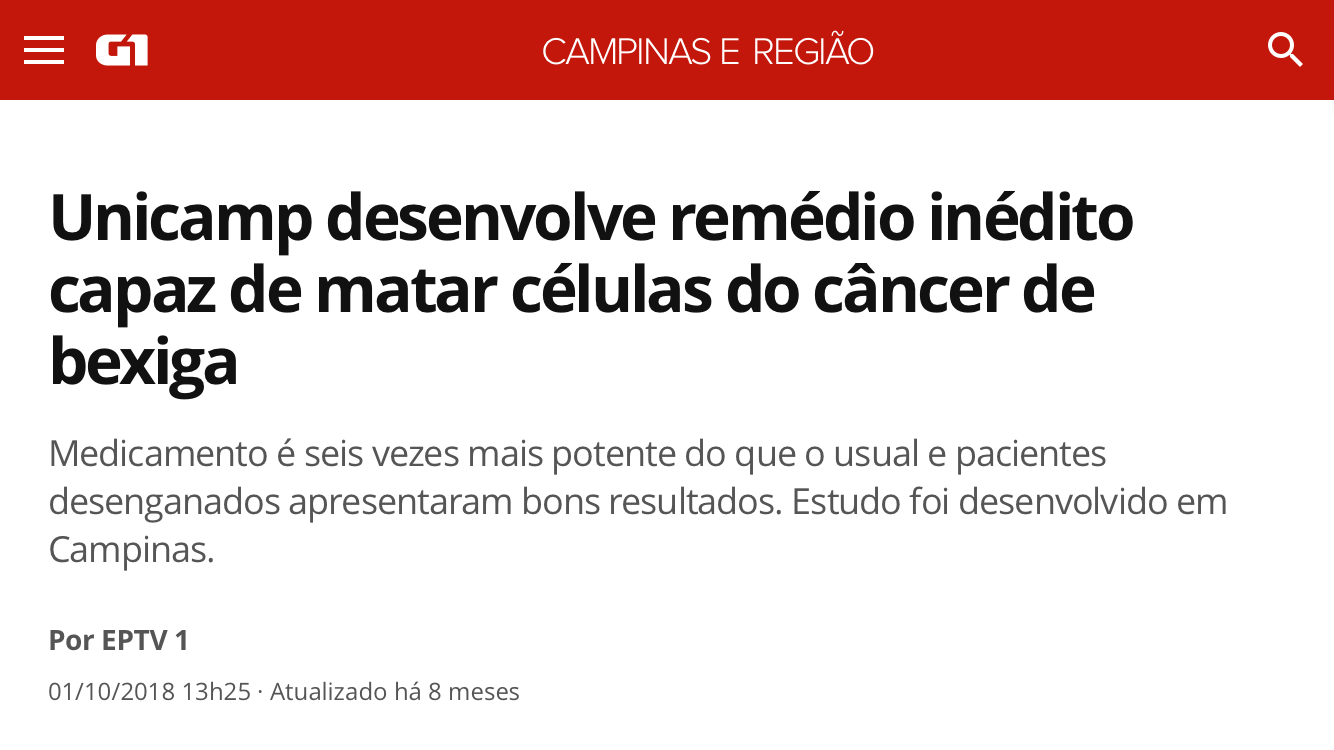 G1
CAMPINAS E REGIÃO
Unicamp desenvolve remédio inédito
capaz de matar células do câncer de
bexiga
Medicamento é seis vezes mais potente do que o usual e pacientes
desenganados apresentaram bons resultados. Estudo foi desenvolvido em
Campinas.
Por EPTV 1
01/10/2018 13h25 · Atualizado há 8 meses